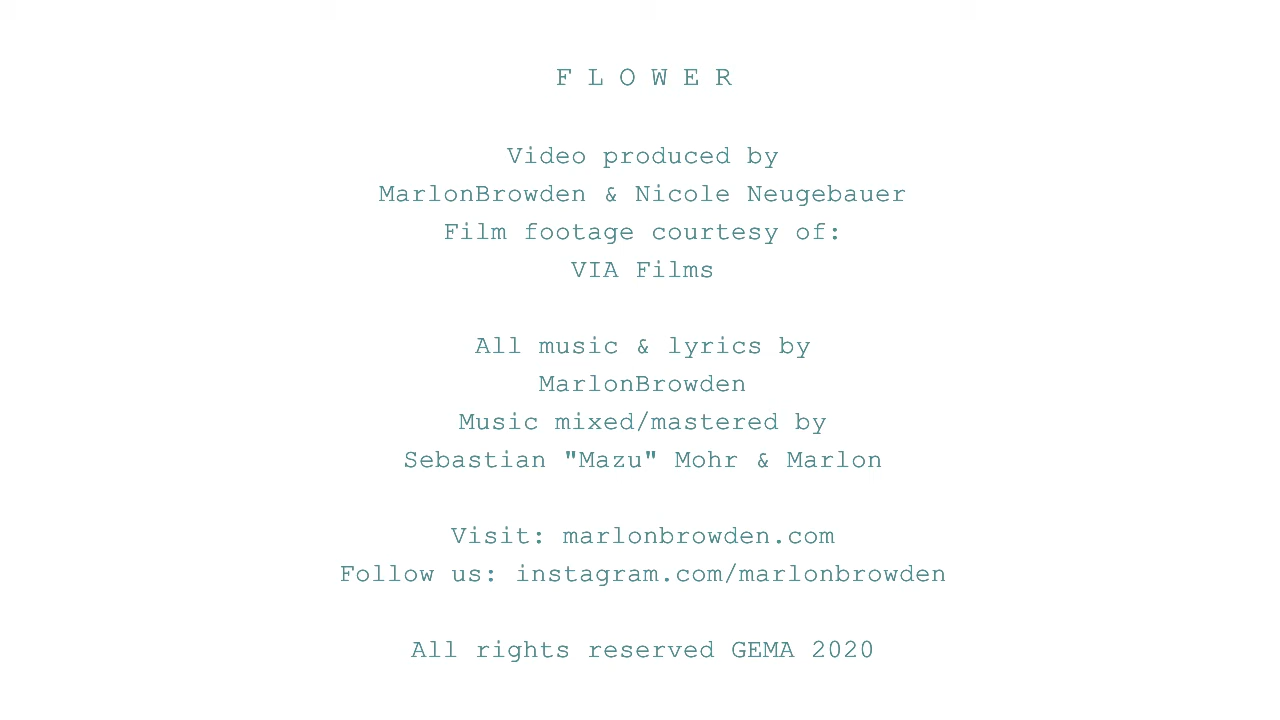 F L O W E R
Video produced by
MarlonBrowden & Nicole Neugebauer
Film footage courtesy of:
VIA Films
All music & lyrics by
MarlonBrowden
Music mixed/mastered by
Sebastian "Mazu" Mohr & Marlon
Visit: marlonbrowden.com
Follow us: instagram.com/marlonbrowden
All rights reserved GEMA 2020